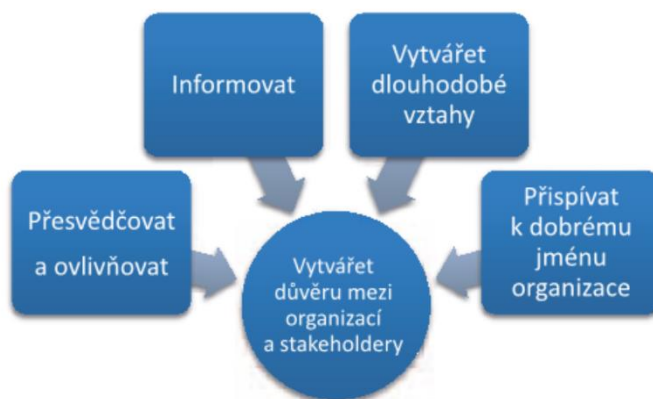 Informovat
Vytvářet
dlouhodobé
vztahy
Přesvědčovat
a ovlivňovat
Vytvářet
důvěru mezi
organizací
a stakeholdery
Přispívat
k dobrému
jménu
organizace